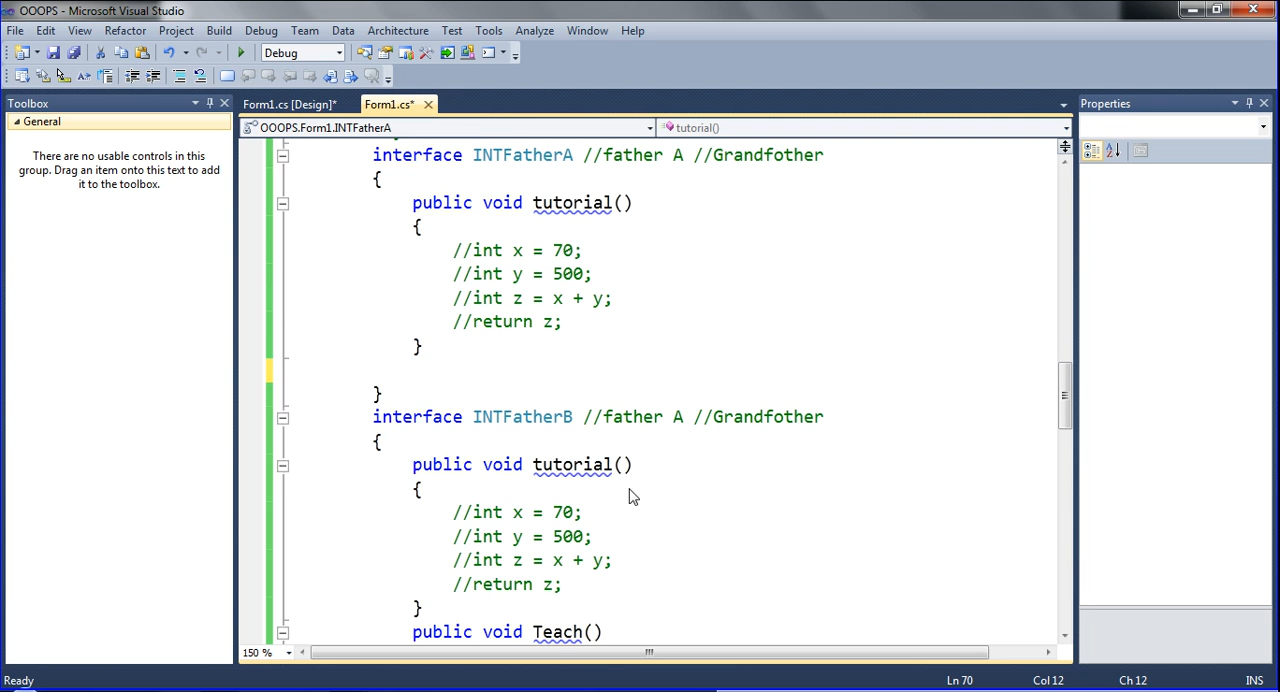 OOOPS - Microsoft Visual Studio
File Edit View Refactor Project Build Debug Team Data Architecture Test Tools Analyze Window Help
Debug
Toolbox
General
There are no usable controls in this
group. Drag an item onto this text to add
it to the toolbox.
Form1.cs [Design]* Form1.cs*
OOOPS.Form1.INTFatherA tutorial()
interface INTFatherA //father A //Grandfother
{
public void tutorial()
{
//int x = 70;
//int y = 500;
//int z = x + y;
//return z;
}
}
interface INTFatherB //father A //Grandfother
{
public void tutorial()
{
//int x = 70;
//int y = 500;
//int z = x + y;
//return z;
}
public void Teach()
150 %
Properties
Ready Ln 70 Col 12 Ch 12 INS